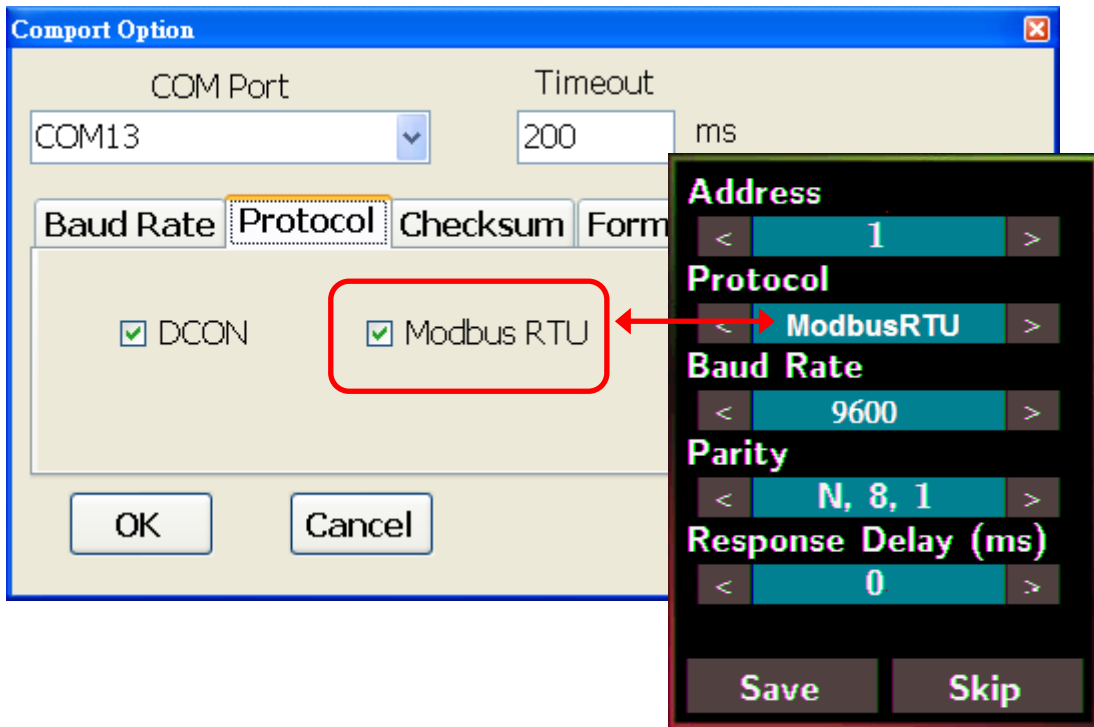 Comport Option
COM Port
Timeout
COM13
200
ms
Baud Rate
Protocol
Checksum
Form
DCON
Modbus RTU
OK
Cancel
Address
<
1
>
Protocol
<
ModbusRTU
>
Baud Rate
<
9600
>
Parity
<
N, 8, 1
>
Response Delay (ms)
<
0
>
Save
Skip